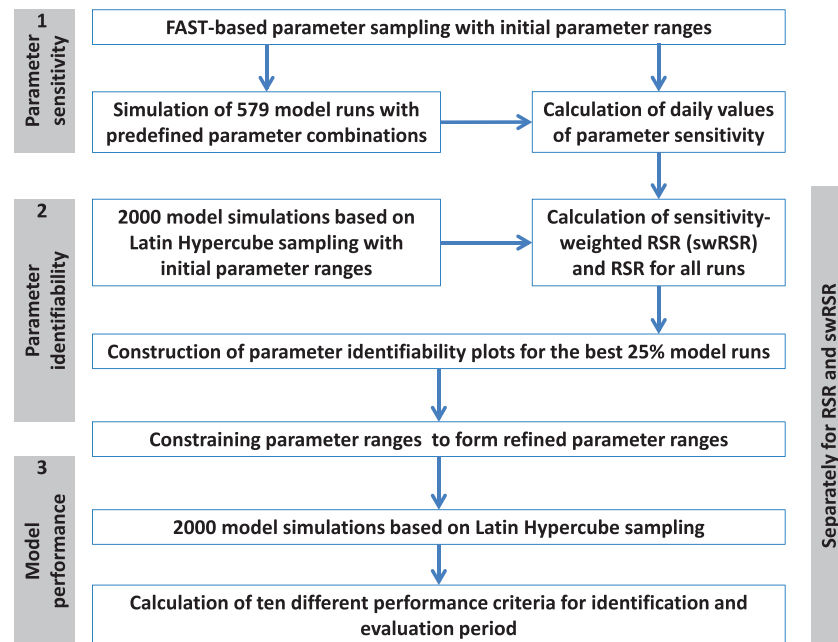 1
Parameter
sensitivity
FAST-based parameter sampling with initial parameter ranges
Simulation of 579 model runs with
predefined parameter combinations
Calculation of daily values
of parameter sensitivity
2
Parameter
identifiability
2000 model simulations based on
Latin Hypercube sampling with
initial parameter ranges
Calculation of sensitivity-
weighted RSR (swRSR)
and RSR for all runs
Construction of parameter identifiability plots for the best 25% model runs
Constraining parameter ranges to form refined parameter ranges
3
Model
performance
2000 model simulations based on Latin Hypercube sampling
Calculation of ten different performance criteria for identification and
evaluation period
Separately for RSR and swRSR